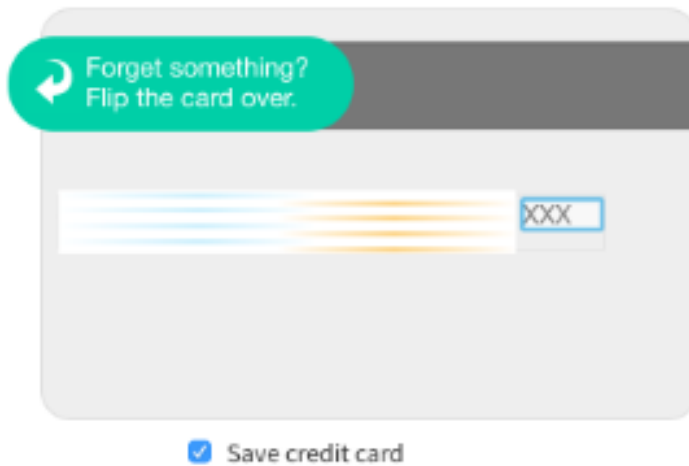 Forget something?
Flip the card over.
XXX
Save credit card